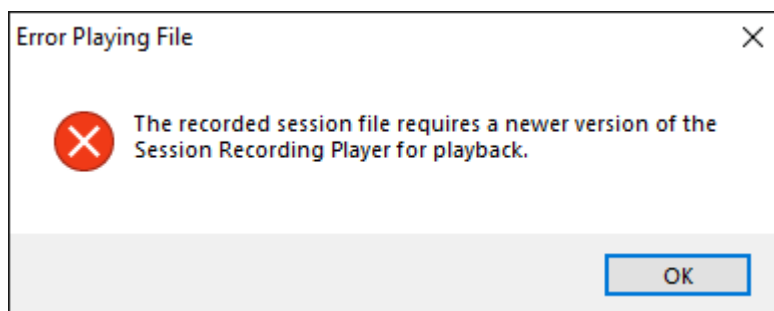 Error Playing File
The recorded session file requires a newer version of the
Session Recording Player for playback.
OK